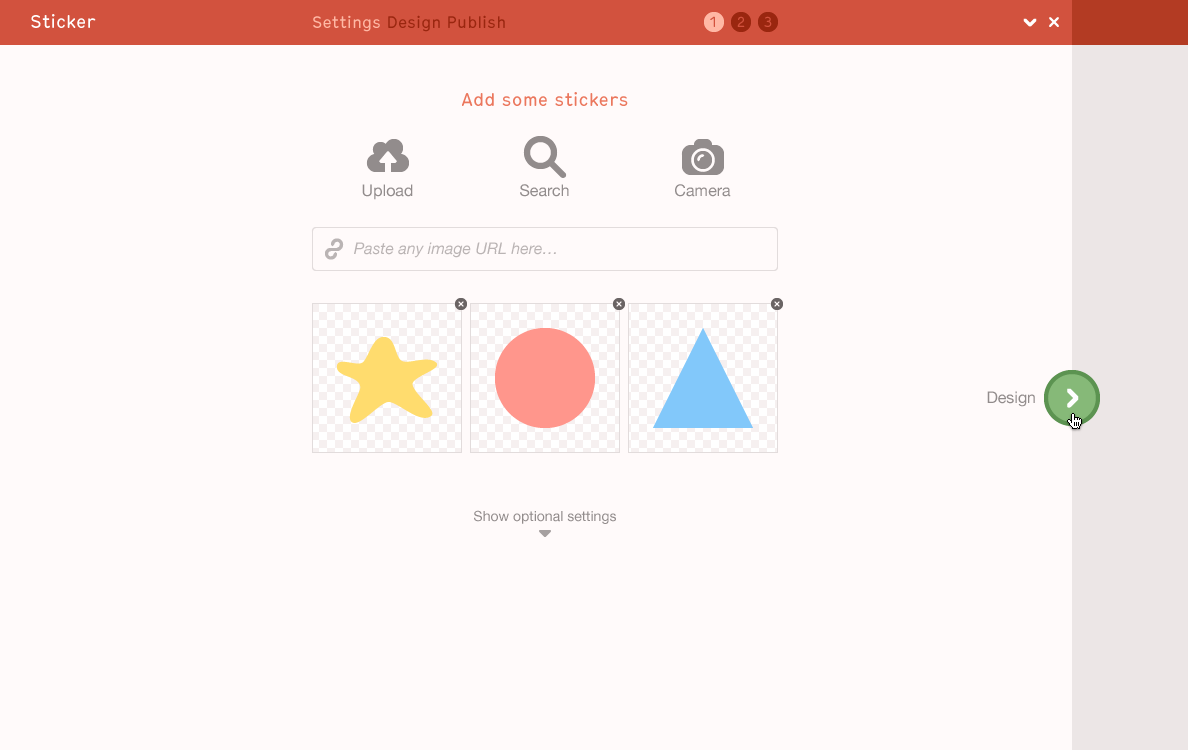 Sticker
Settings Design Publish
1 2 3
Add some stickers
Upload
Search
Camera
Paste any image URL here...
Design
Show optional settings